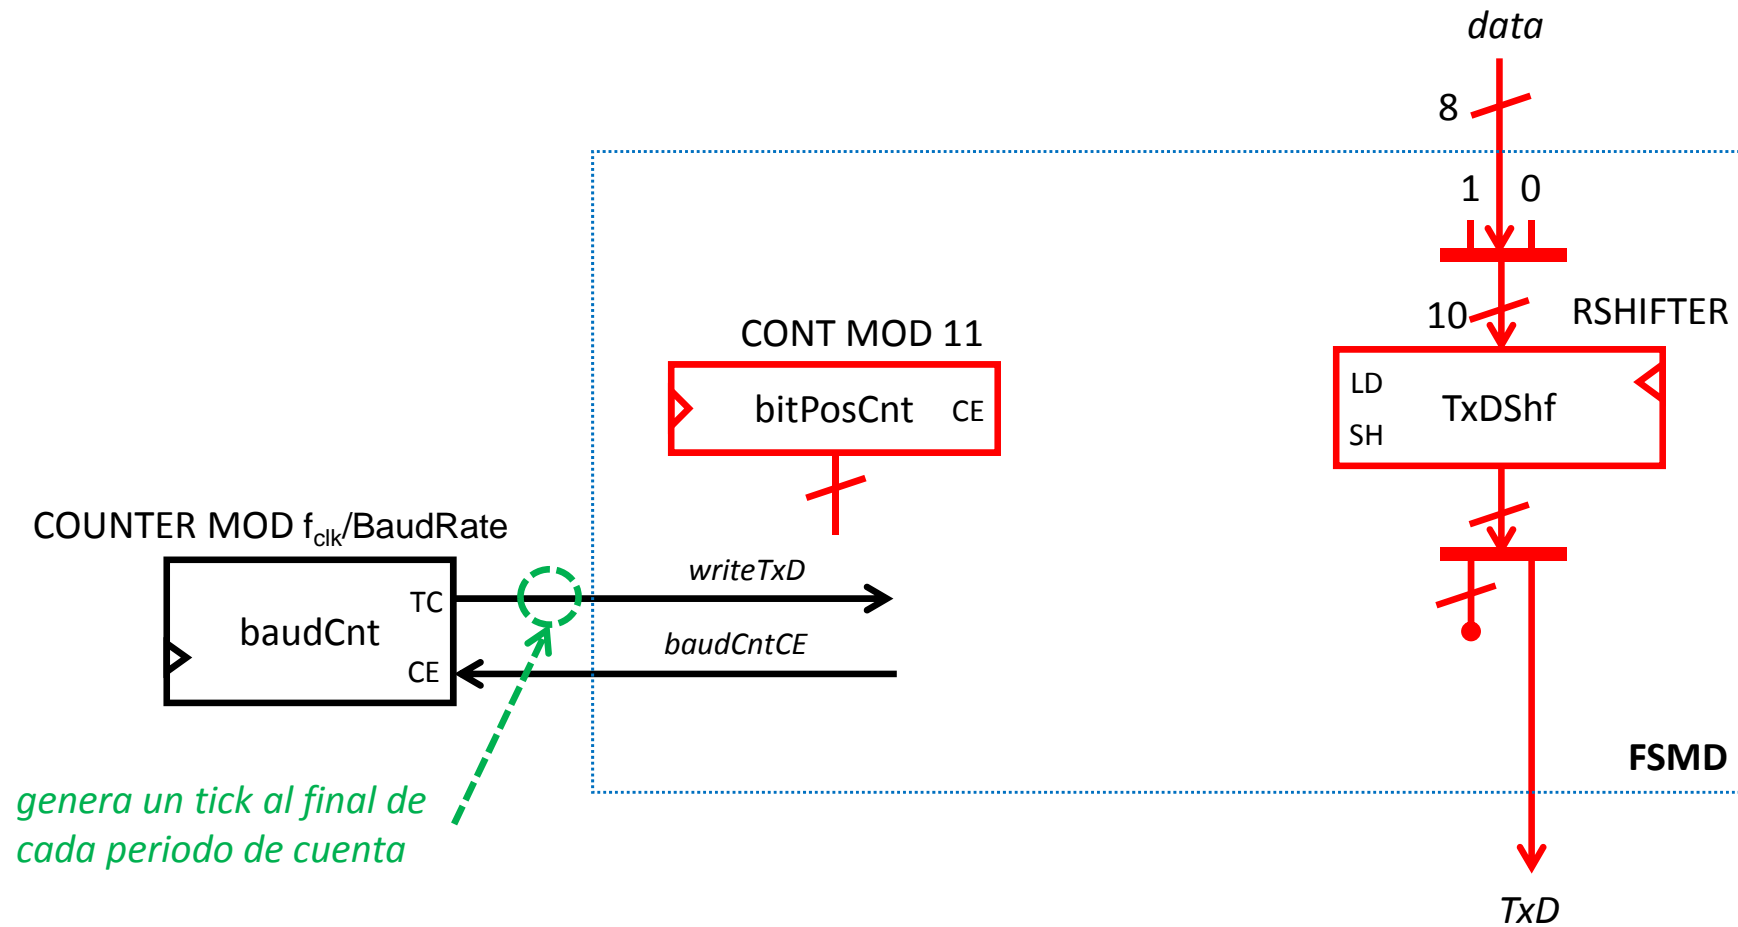 data
8
1 0
10 RSHIFTER
CONT MOD 11
bitPosCnt CE
LD
TxDShf
SH
COUNTER MOD fclk/BaudRate
writeTxD
TC
baudCnt
baudCntCE
CE
FSMD
genera un tick al final de
cada periodo de cuenta
TxD